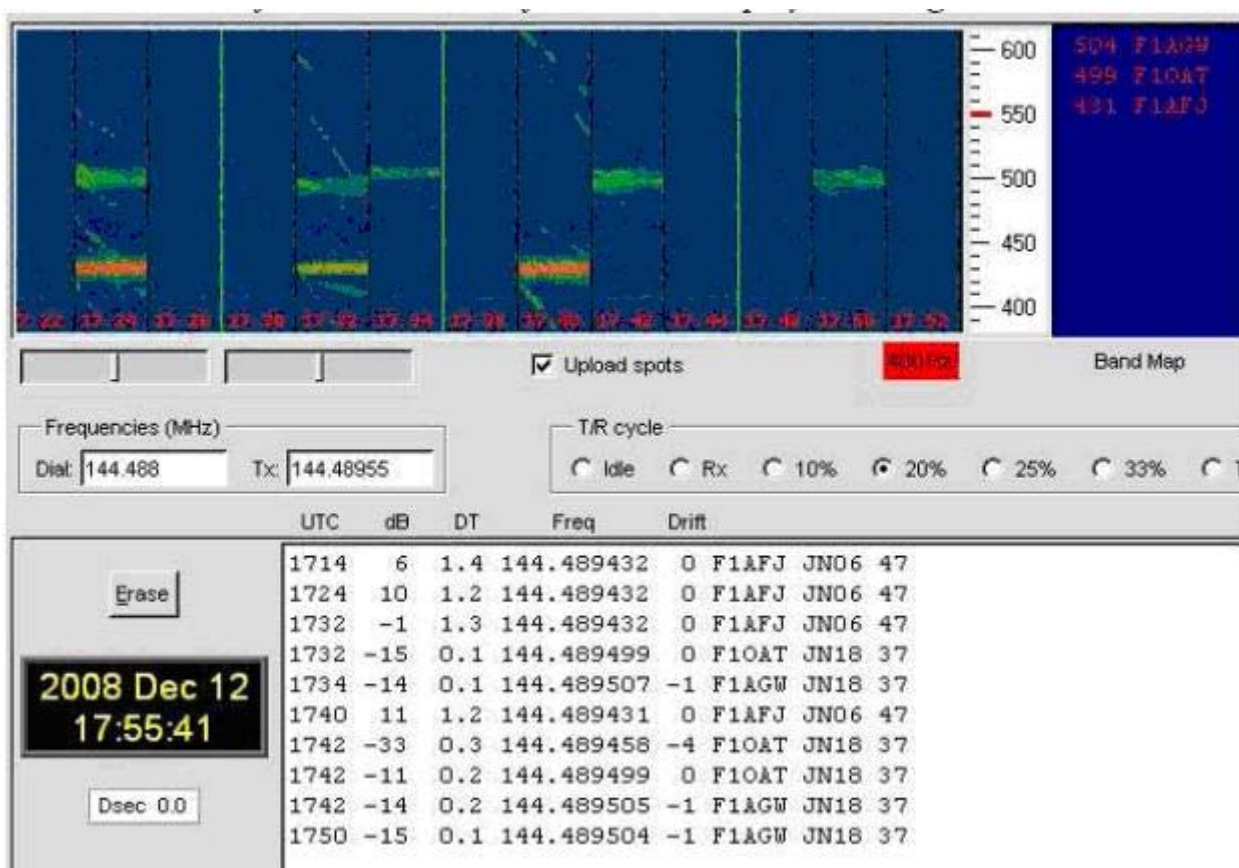 600
550
500
450
400
504 F1AGW
499 F1OAT
431 F1AFJ
Upload spots
Band Map
Frequencies (MHz)
Dial: 144.488 Tx: 144.48955
T/R cycle
Idle Rx 10% 20% 25% 33%
UTC dB DT Freq Drift
1714 6 1.4 144.489432 0 F1AFJ JN06 47
1724 10 1.2 144.489432 0 F1AFJ JN06 47
1732 -1 1.3 144.489432 0 F1AFJ JN06 47
1732 -15 0.1 144.489499 0 F1OAT JN18 37
1734 -14 0.1 144.489507 -1 F1AGW JN18 37
1740 11 1.2 144.489431 0 F1AFJ JN06 47
1742 -33 0.3 144.489458 -4 F1OAT JN18 37
1742 -11 0.2 144.489499 0 F1OAT JN18 37
1742 -14 0.2 144.489505 -1 F1AGW JN18 37
1750 -15 0.1 144.489504 -1 F1AGW JN18 37
Erase
2008 Dec 12
17:55:41
Dsec 0.0